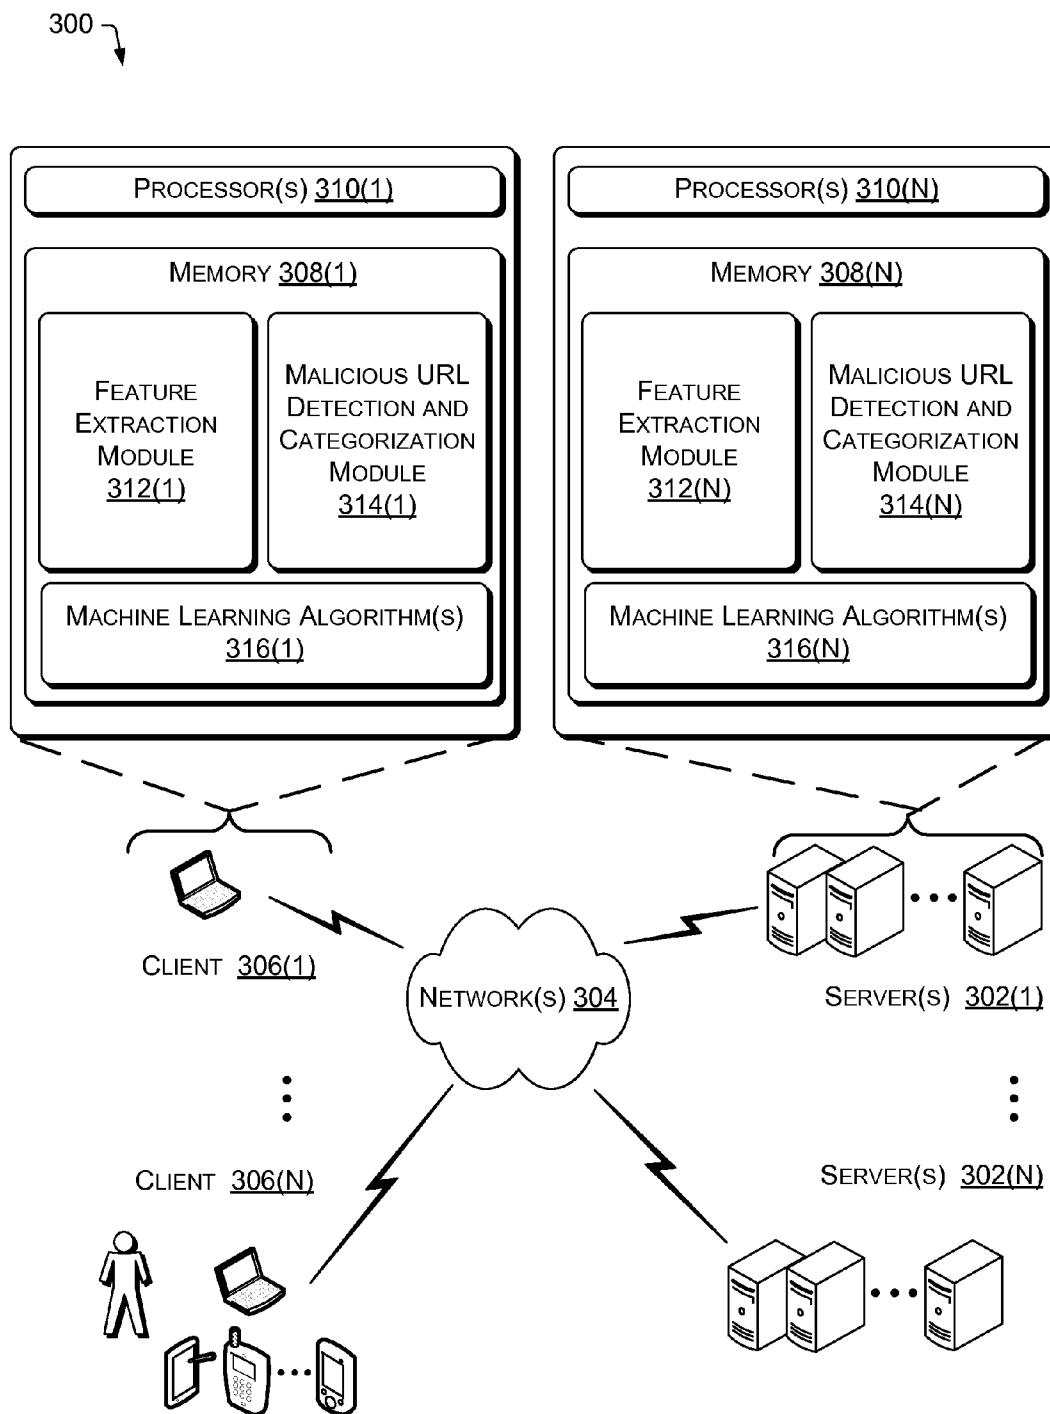 300
PROCESSOR(S) 310(1)
MEMORY 308(1)
FEATURE
EXTRACTION
MODULE
312(1)
MALICIOUS URL
DETECTION AND
CATEGORIZATION
MODULE
314(1)
MACHINE LEARNING ALGORITHM(S)
316(1)
PROCESSOR(S) 310(N)
MEMORY 308(N)
FEATURE
EXTRACTION
MODULE
312(N)
MALICIOUS URL
DETECTION AND
CATEGORIZATION
MODULE
314(N)
MACHINE LEARNING ALGORITHM(S)
316(N)
CLIENT 306(1)
NETWORK(S) 304
SERVER(S) 302(1)
CLIENT 306(N)
SERVER(S) 302(N)